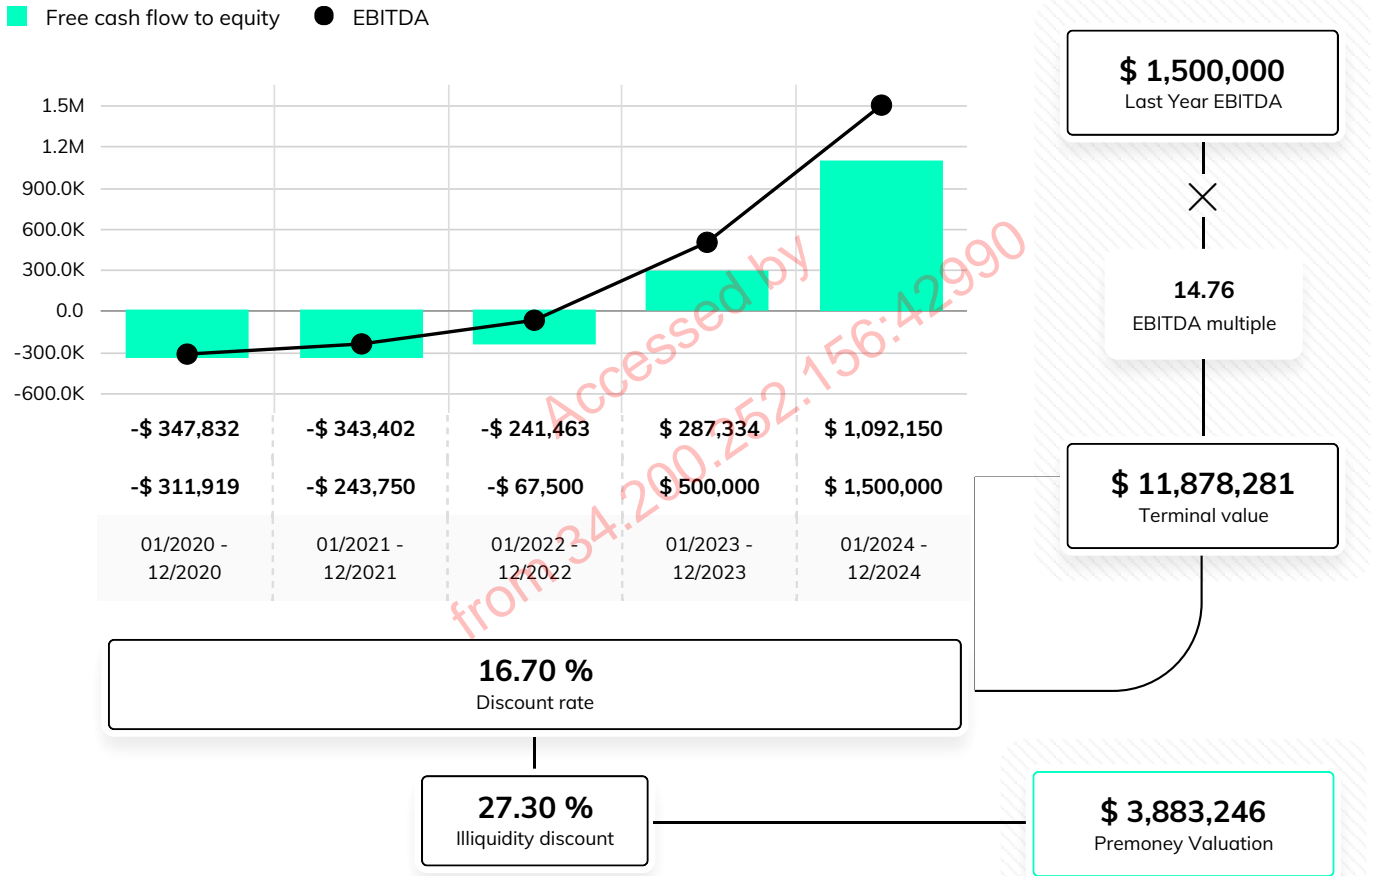 Free cash flow to equity
EBITDA
1.5M
1.2M
900.0K
600.0K
300.0K
0.0
-300.0K
-600.0K
-$ 347,832 -$ 343,402 -$ 241,463 $ 287,334 $ 1,092,150
-$ 311,919 -$ 243,750 -$ 67,500 $ 500,000 $ 1,500,000
01/2020 - 01/2021 - 01/2022 - 01/2023 - 01/2024 -
12/2020 12/2021 12/2022 12/2023 12/2024
$ 1,500,000
Last Year EBITDA
14.76
EBITDA multiple
$ 11,878,281
Terminal value
16.70 %
Discount rate
27.30 %
Illiquidity discount
$ 3,883,246
Premoney Valuation
Accessed by
from 34.200.252.156:42990